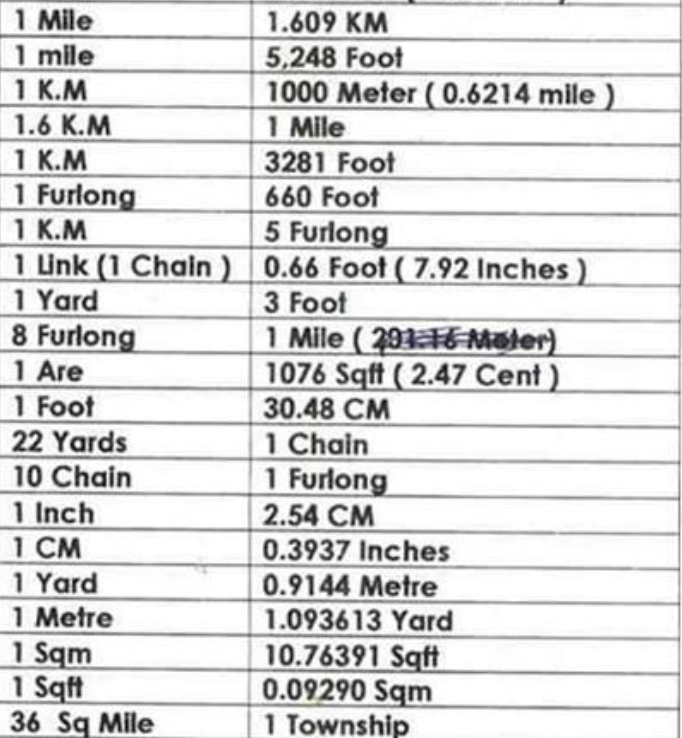 1 Mile 1.609 KM
1 mile 5,248 Foot
1 K.M 1000 Meter ( 0.6214 mile )
1.6 K.M 1 Mile
1 K.M 3281 Foot
1 Furlong 660 Foot
1 K.M 5 Furlong
1 Link (1 Chain ) 0.66 Foot ( 7.92 Inches )
1 Yard 3 Foot
8 Furlong 1 Mile ( 201.16 Meter)
1 Are 1076 Sqft ( 2.47 Cent )
1 Foot 30.48 CM
22 Yards 1 Chain
10 Chain 1 Furlong
1 Inch 2.54 CM
1 CM 0.3937 Inches
1 Yard 0.9144 Metre
1 Metre 1.093613 Yard
1 Sqm 10.76391 Sqft
1 Sqft 0.09290 Sqm
36 Sq Mile 1 Township